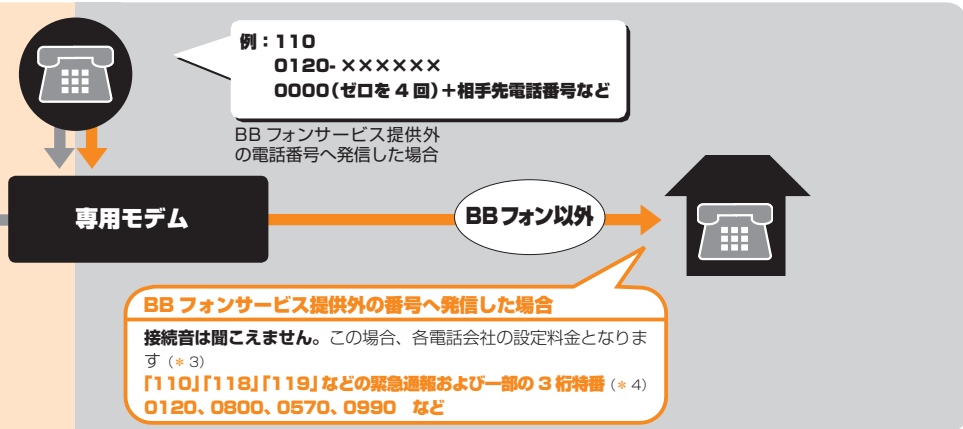 例：110
0120-××××××
0000（ゼロを4回）＋相手先電話番号など
BBフォンサービス提供外
の電話番号へ発信した場合
専用モデム
BBフォン以外
BBフォンサービス提供外の番号へ発信した場合
接続音は聞こえません。この場合、各電話会社の設定料金となりま
す（＊3）
「110」「118」「119」などの緊急通報および一部の3桁特番（＊4）
0120、0800、0570、0990　など